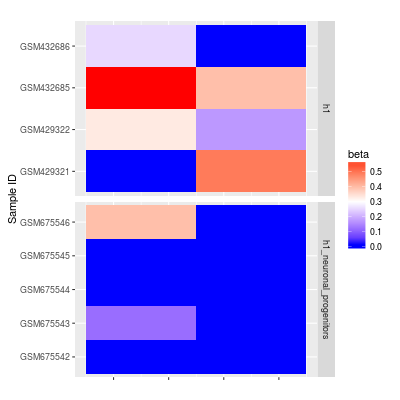 GSM432686
GSM432685
GSM429322
GSM429321
h1
GSM675546
GSM675545
GSM675544
GSM675543
GSM675542
h1_neuronal_progenitors
Sample ID
beta
0.5
0.4
0.3
0.2
0.1
0.0